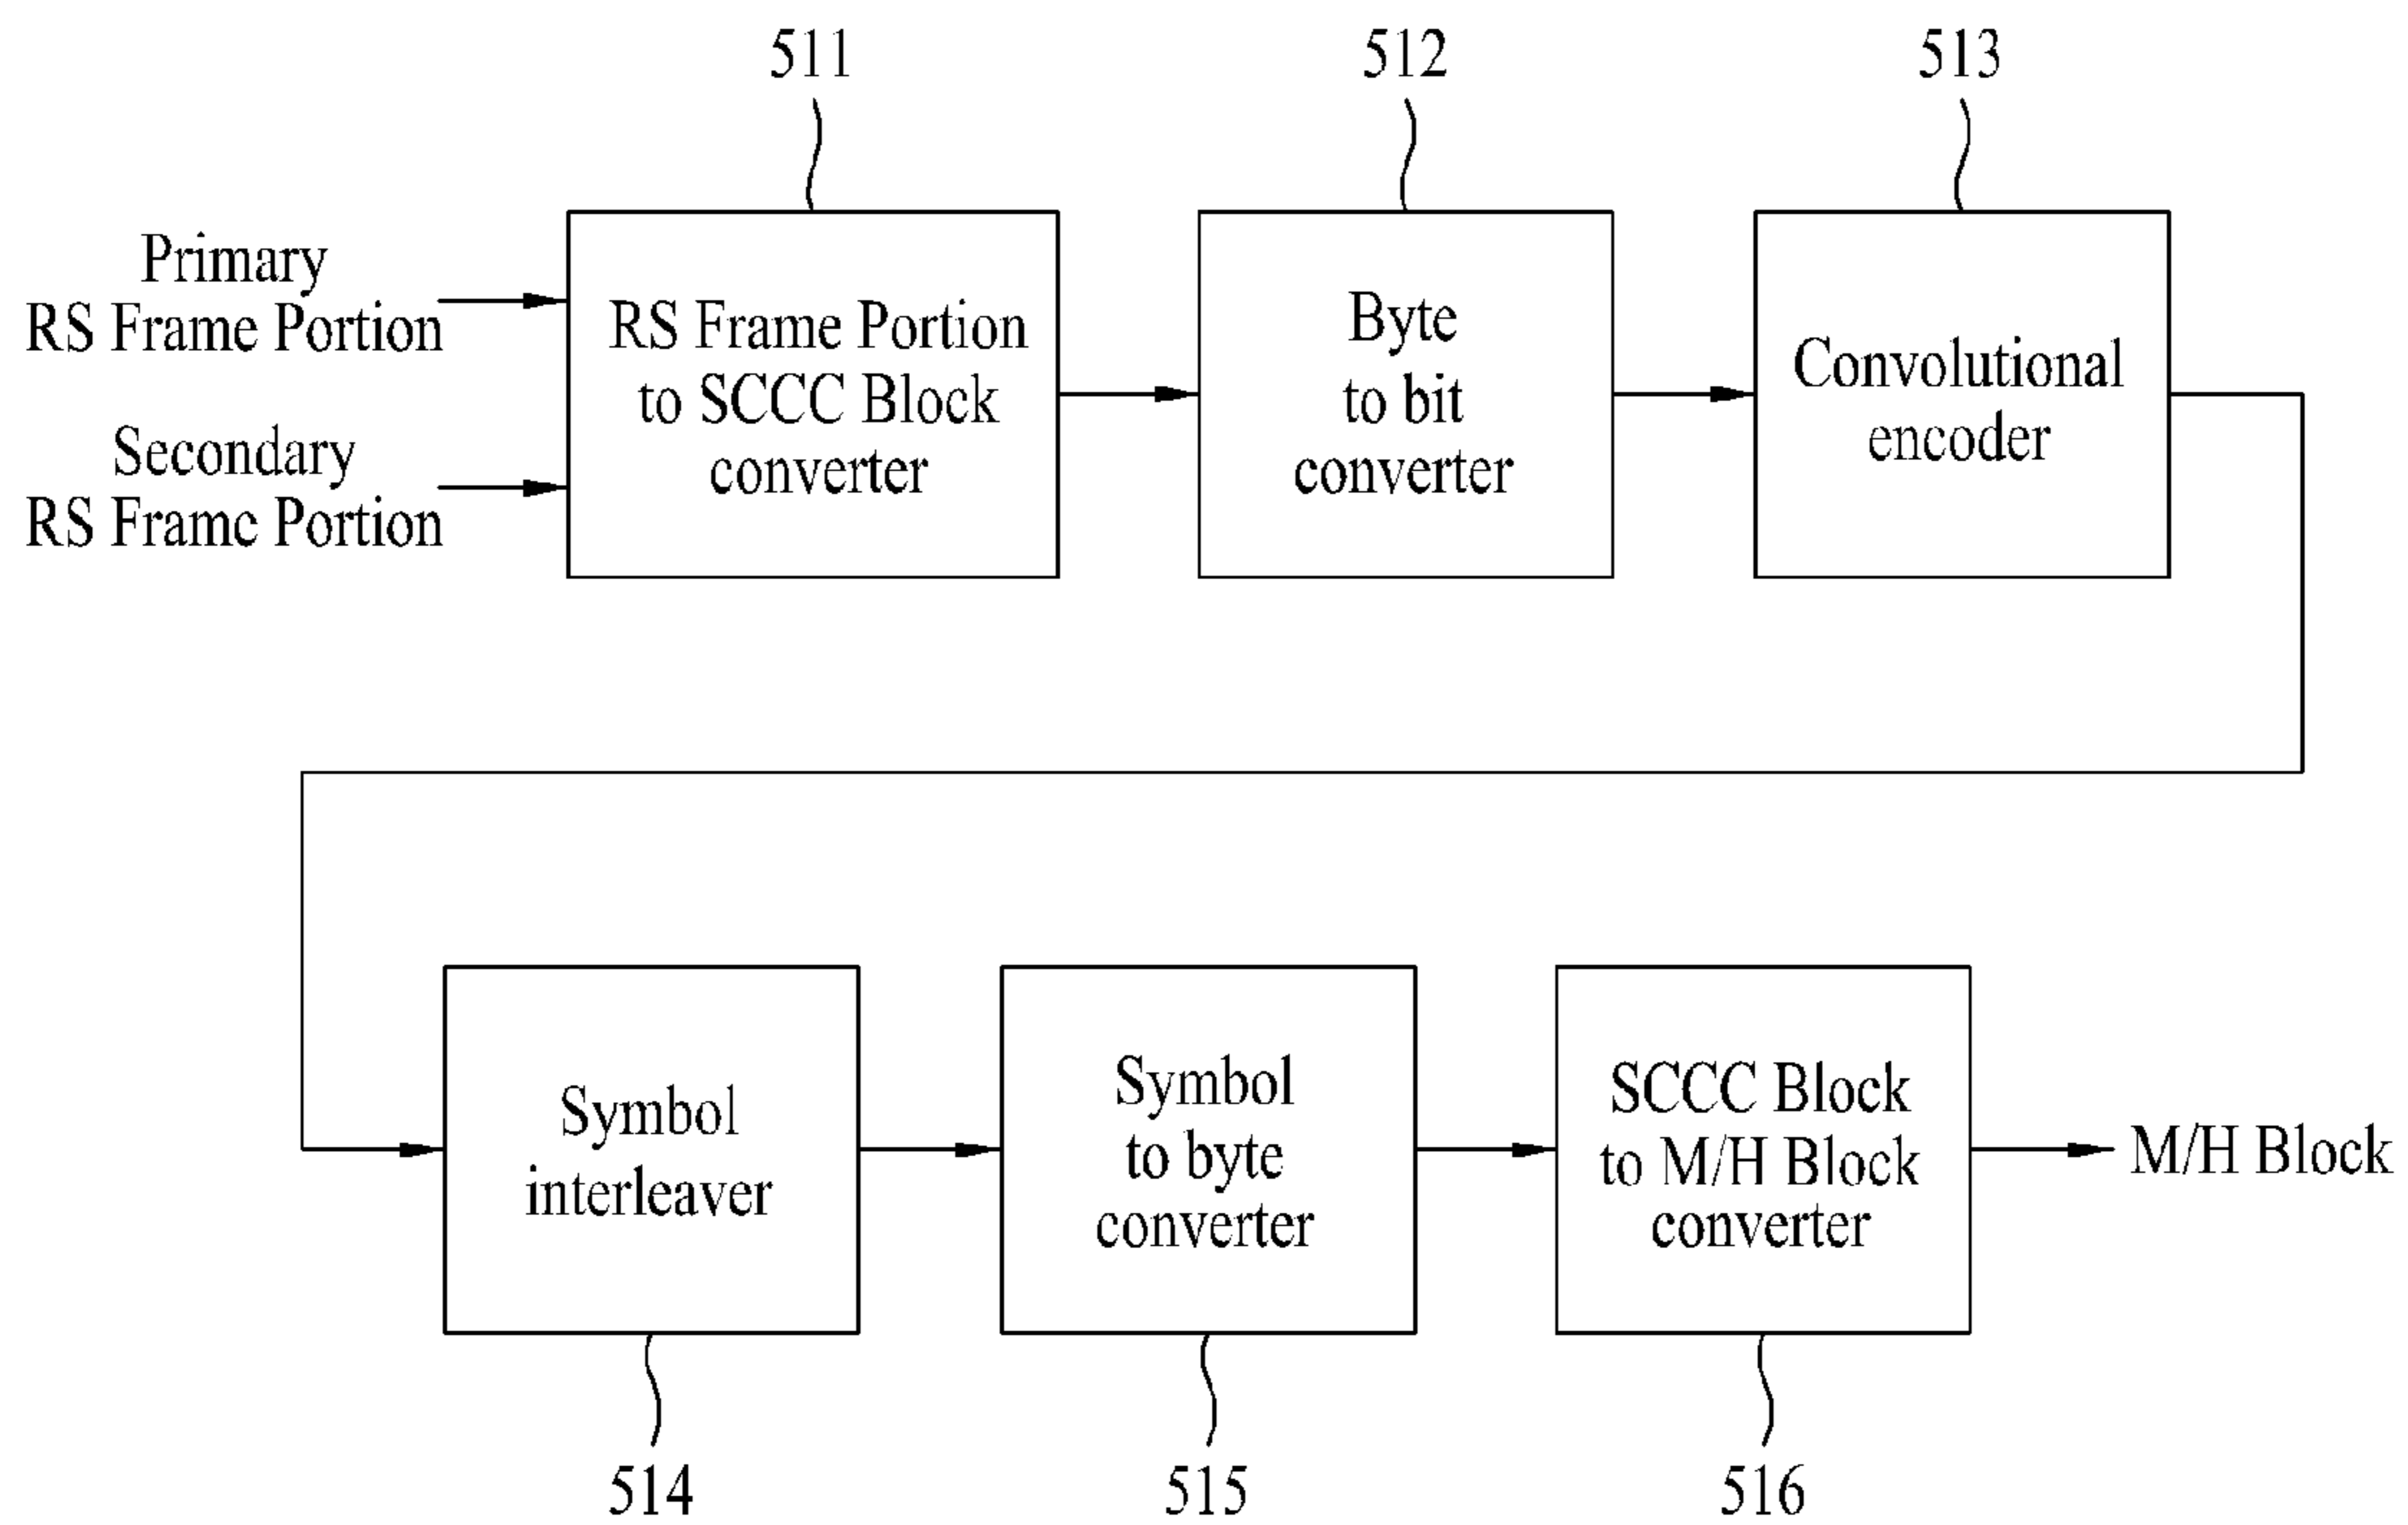 511
512
513
Primary
RS Frame Portion
Secondary
RS Frame Portion
RS Frame Portion
to SCCC Block
converter
Byte
to bit
converter
Convolutional
encoder
Symbol
interleaver
Symbol
to byte
converter
SCCC Block
to M/H Block
converter
M/H Block
514
515
516